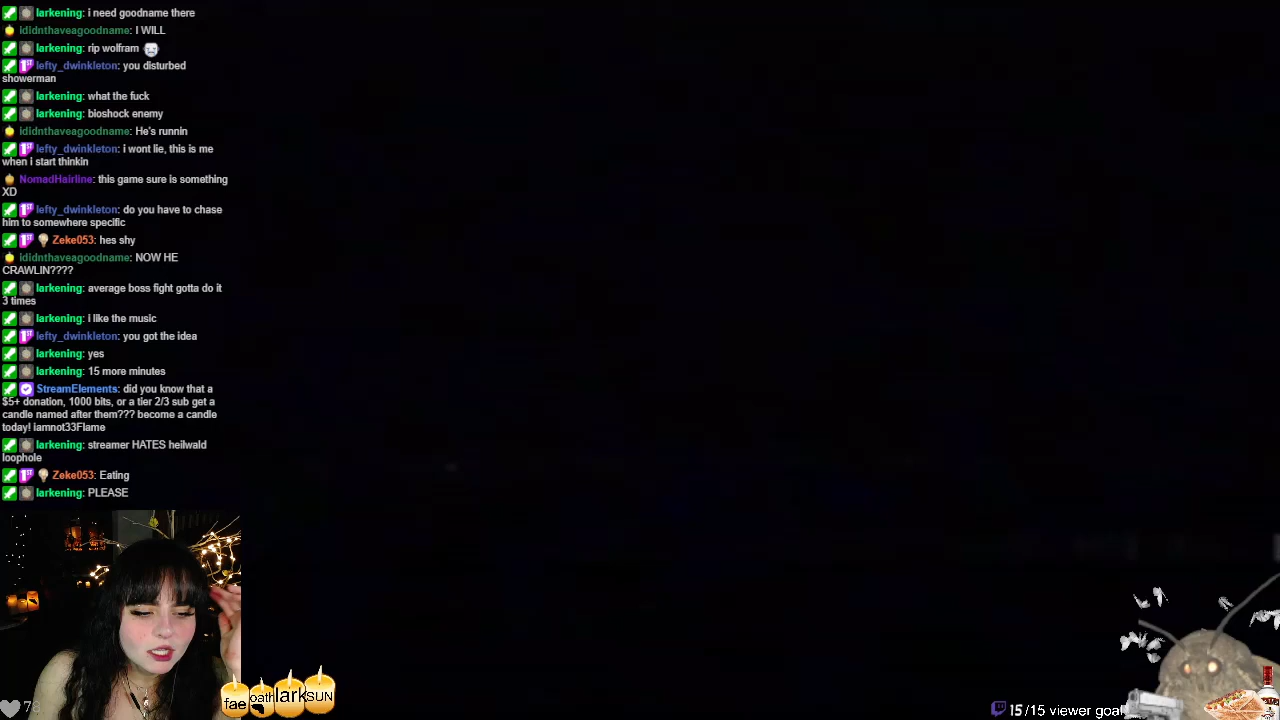 larkening: i need goodname there
ididnthaveagoodname: I WILL
larkening: rip wolfram
lefty_dwinkleton: you disturbed
showerman
larkening: what the fuck
larkening: bioshock enemy
ididnthaveagoodname: He's runnin
lefty_dwinkleton: i wont lie, this is me
when i start thinkin
NomadHairline: this game sure is something
XD
lefty_dwinkleton: do you have to chase
him to somewhere specific
Zeke053: hes shy
ididnthaveagoodname: NOW HE
CRAWLIN????
larkening: average boss fight gotta do it
3 times
larkening: i like the music
lefty_dwinkleton: you got the idea
larkening: yes
larkening: 15 more minutes
StreamElements: did you know that a
$5+ donation, 1000 bits, or a tier 2/3 sub get a
candle named after them??? become a candle
today! iamnot33Flame
larkening: streamer HATES heilwald
loophole
Zeke053: Eating
larkening: PLEASE
78
fae oath lark SUN
15/15 viewer goal